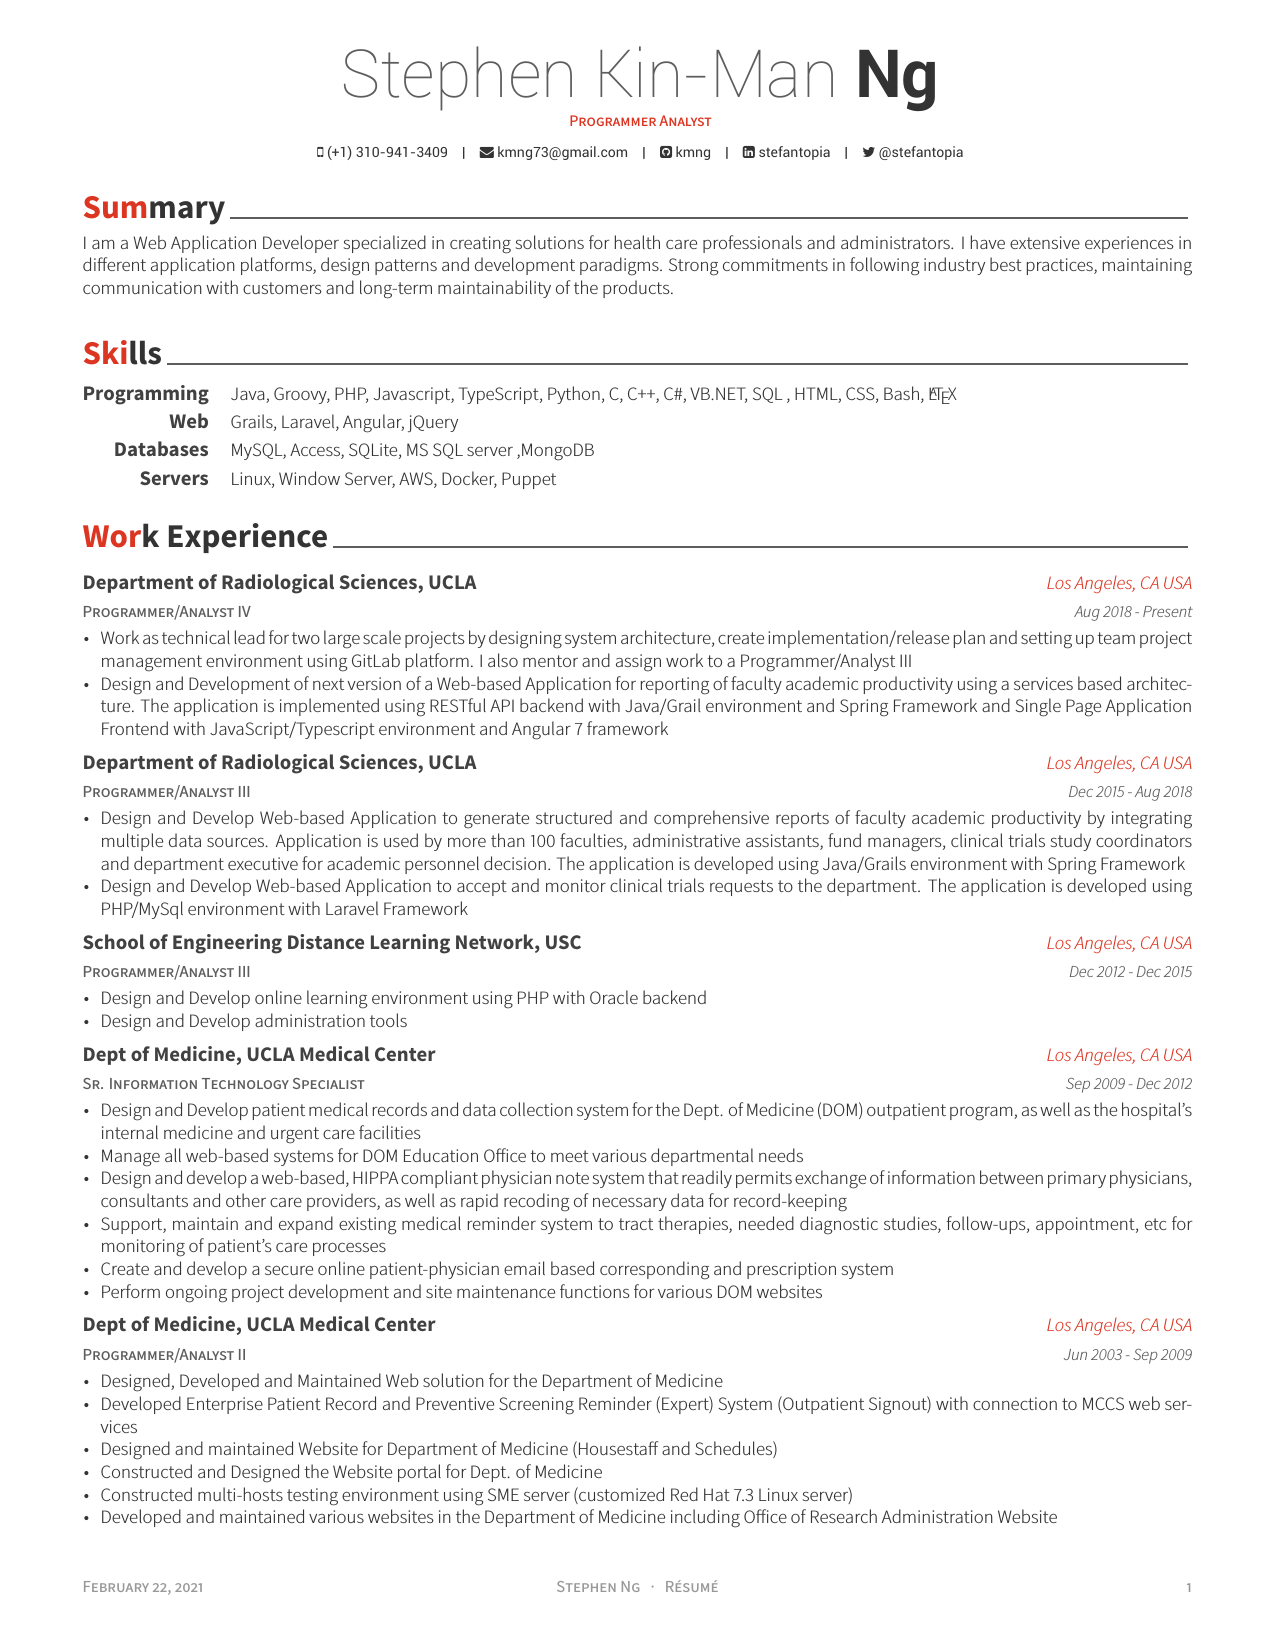 Stephen Kin-Man Ng
Programmer Analyst
(+1) 310-941-3409 | kmng73@gmail.com | kmng | stefantopia | @stefantopia
Summary
I am a Web Application Developer specialized in creating solutions for health care professionals and administrators. I have extensive experiences in
different application platforms, design patterns and development paradigms. Strong commitments in following industry best practices, maintaining
communication with customers and long-term maintainability of the products.
Skills
Programming Java, Groovy, PHP, Javascript, TypeScript, Python, C, C++, C#, VB.NET, SQL , HTML, CSS, Bash, LATEX
Web Grails, Laravel, Angular, jQuery
Databases MySQL, Access, SQLite, MS SQL server ,MongoDB
Servers Linux, Window Server, AWS, Docker, Puppet
Work Experience
Department of Radiological Sciences, UCLA Los Angeles, CA USA
Programmer/Analyst IV Aug 2018 - Present
• Work as technical lead for two large scale projects by designing system architecture, create implementation/release plan and setting up team project
management environment using GitLab platform. I also mentor and assign work to a Programmer/Analyst III
• Design and Development of next version of a Web-based Application for reporting of faculty academic productivity using a services based architec-
ture. The application is implemented using RESTful API backend with Java/Grail environment and Spring Framework and Single Page Application
Frontend with JavaScript/Typescript environment and Angular 7 framework
Department of Radiological Sciences, UCLA Los Angeles, CA USA
Programmer/Analyst III Dec 2015 - Aug 2018
• Design and Develop Web-based Application to generate structured and comprehensive reports of faculty academic productivity by integrating
multiple data sources. Application is used by more than 100 faculties, administrative assistants, fund managers, clinical trials study coordinators
and department executive for academic personnel decision. The application is developed using Java/Grails environment with Spring Framework
• Design and Develop Web-based Application to accept and monitor clinical trials requests to the department. The application is developed using
PHP/MySql environment with Laravel Framework
School of Engineering Distance Learning Network, USC Los Angeles, CA USA
Programmer/Analyst III Dec 2012 - Dec 2015
• Design and Develop online learning environment using PHP with Oracle backend
• Design and Develop administration tools
Dept of Medicine, UCLA Medical Center Los Angeles, CA USA
Sr. Information Technology Specialist Sep 2009 - Dec 2012
• Design and Develop patient medical records and data collection system for the Dept. of Medicine (DOM) outpatient program, as well as the hospital's
internal medicine and urgent care facilities
• Manage all web-based systems for DOM Education Office to meet various departmental needs
• Design and develop a web-based, HIPPA compliant physician note system that readily permits exchange of information between primary physicians,
consultants and other care providers, as well as rapid recoding of necessary data for record-keeping
• Support, maintain and expand existing medical reminder system to tract therapies, needed diagnostic studies, follow-ups, appointment, etc for
monitoring of patient's care processes
• Create and develop a secure online patient-physician email based corresponding and prescription system
• Perform ongoing project development and site maintenance functions for various DOM websites
Dept of Medicine, UCLA Medical Center Los Angeles, CA USA
Programmer/Analyst II Jun 2003 - Sep 2009
• Designed, Developed and Maintained Web solution for the Department of Medicine
• Developed Enterprise Patient Record and Preventive Screening Reminder (Expert) System (Outpatient Signout) with connection to MCCS web ser-
vices
• Designed and maintained Website for Department of Medicine (Housestaff and Schedules)
• Constructed and Designed the Website portal for Dept. of Medicine
• Constructed multi-hosts testing environment using SME server (customized Red Hat 7.3 Linux server)
• Developed and maintained various websites in the Department of Medicine including Office of Research Administration Website
February 22, 2021 Stephen Ng · Résumé 1